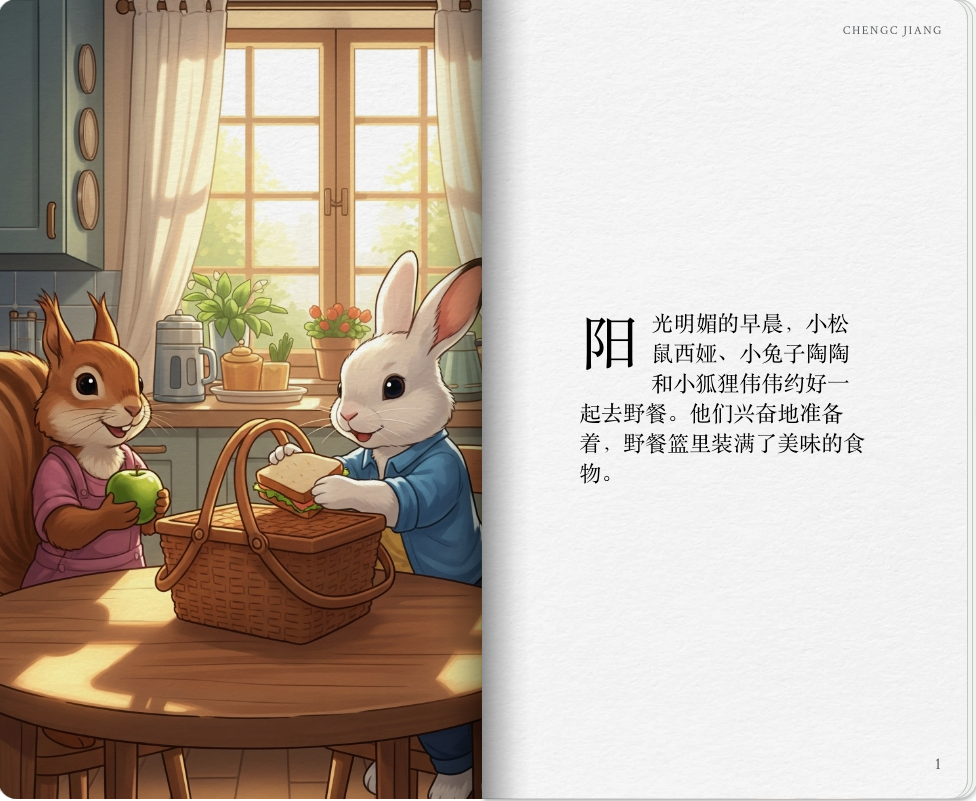 CHENGC JIANG
阳光明媚的早晨，小松
鼠西娅、小兔子陶陶
和小狐狸伟伟约好一
起去野餐。他们兴奋地准备
着，野餐篮里装满了美味的食
物。
1